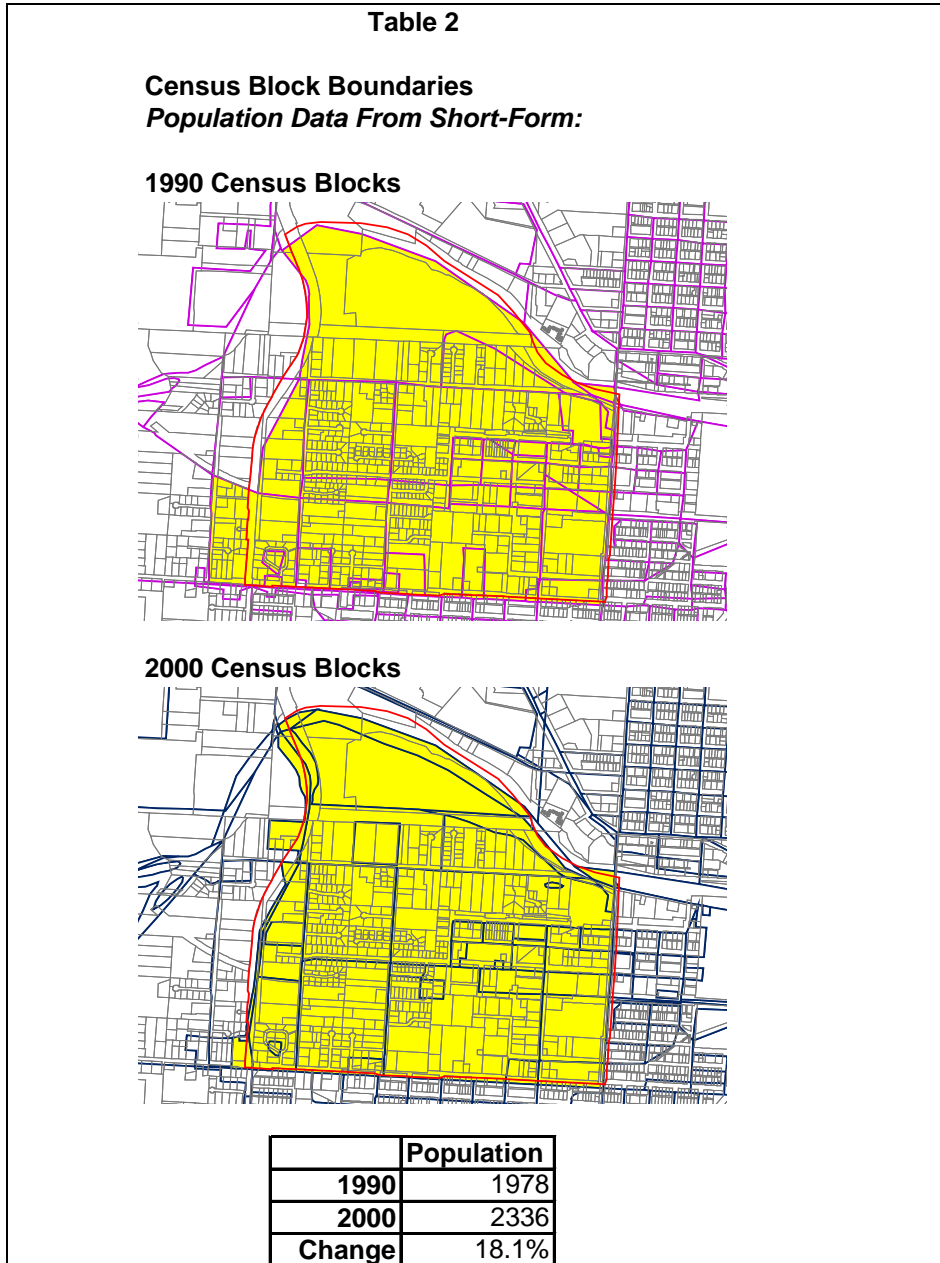 Table 2
Census Block Boundaries
Population Data From Short-Form:
1990 Census Blocks
2000 Census Blocks
Population
1990 1978
2000 2336
Change 18.1%